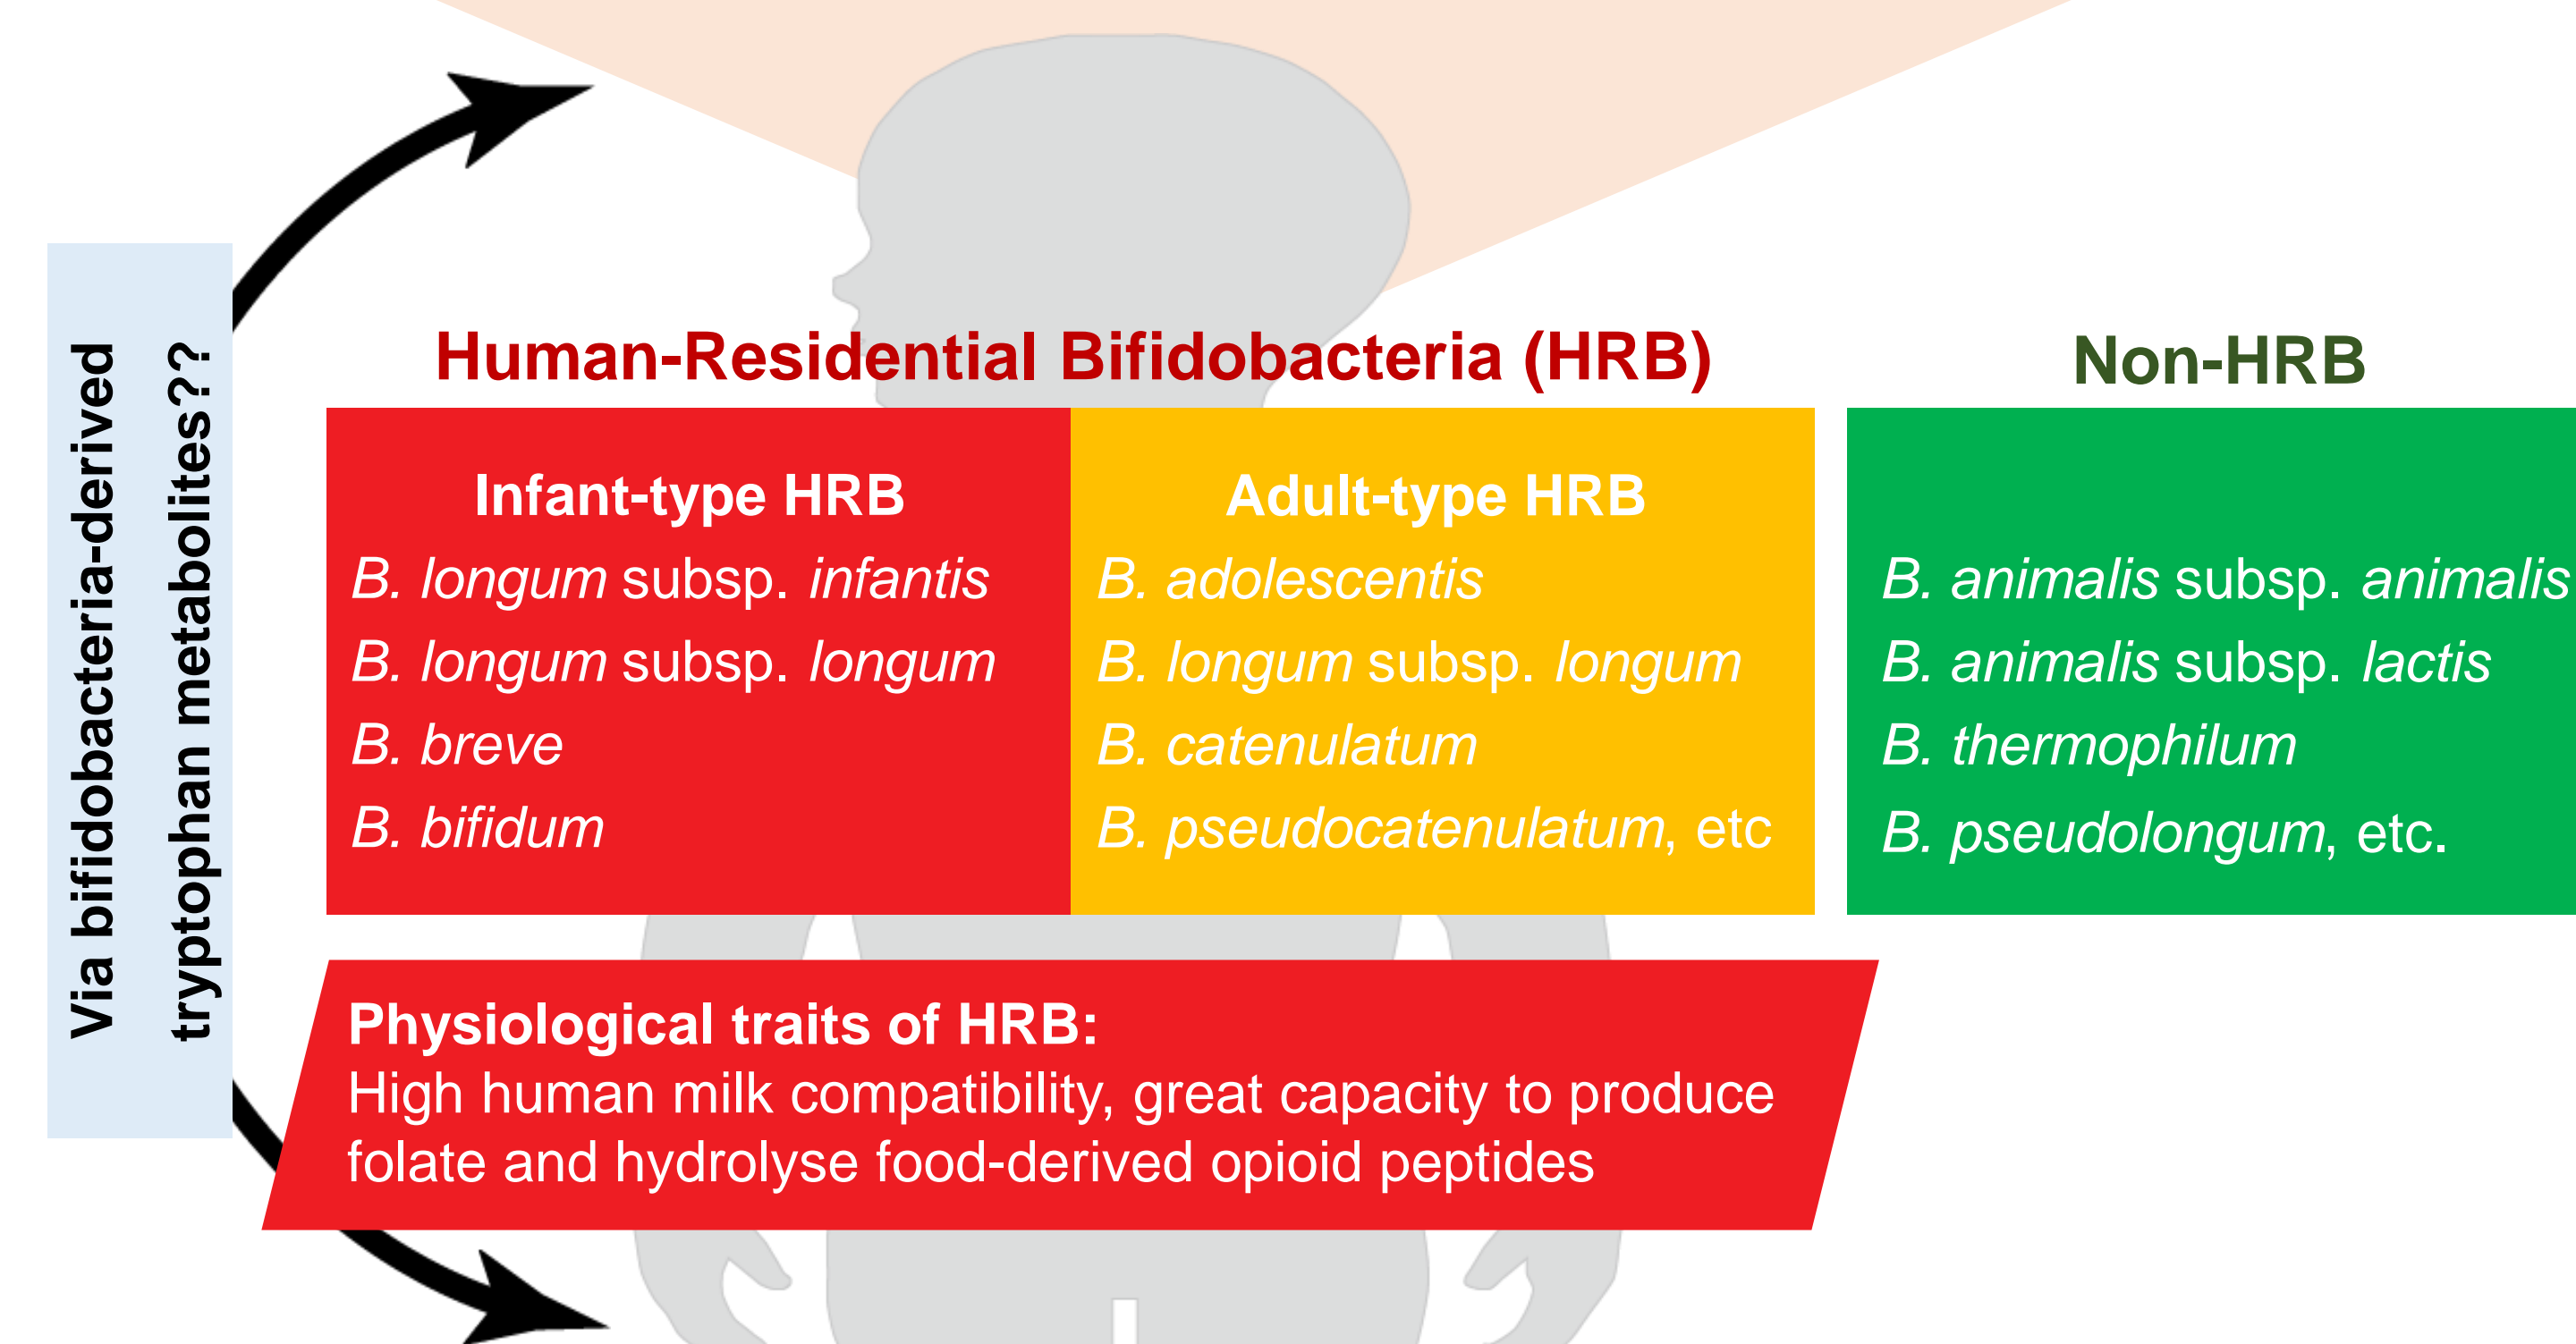 Via bifidobacteria-derived
tryptophan metabolites??
Human-Residential Bifidobacteria (HRB)
Infant-type HRB
B. longum subsp. infantis
B. longum subsp. longum
B. breve
B. bifidum
Adult-type HRB
B. adolescentis
B. longum subsp. longum
B. catenulatum
B. pseudocatenulatum, etc
Non-HRB
B. animalis subsp. animalis
B. animalis subsp. lactis
B. thermophilum
B. pseudolongum, etc.
Physiological traits of HRB:
High human milk compatibility, great capacity to produce
folate and hydrolyse food-derived opioid peptides